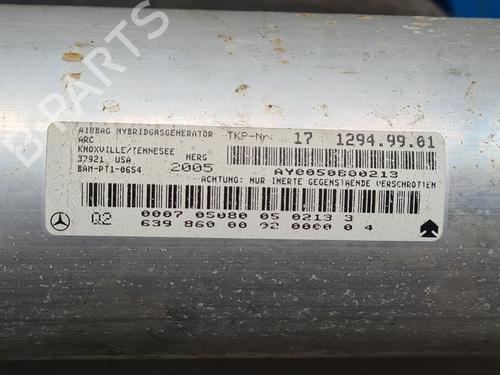 AIRBAG HYBRIDGASGENERATOR
ARC
KNOXVILLE/TENNESEE
37921 USA HERG
BAM-PT1-0654 2005
TKP-Nr. 17 1294.99.01
AY0050800213
ACHTUNG: NUR INERTE GEGENSTAENDE VERSCHROTTEN
Q2 0007 05080 05 0213 3
639 860 00 02 0000 0 4
B-Parts